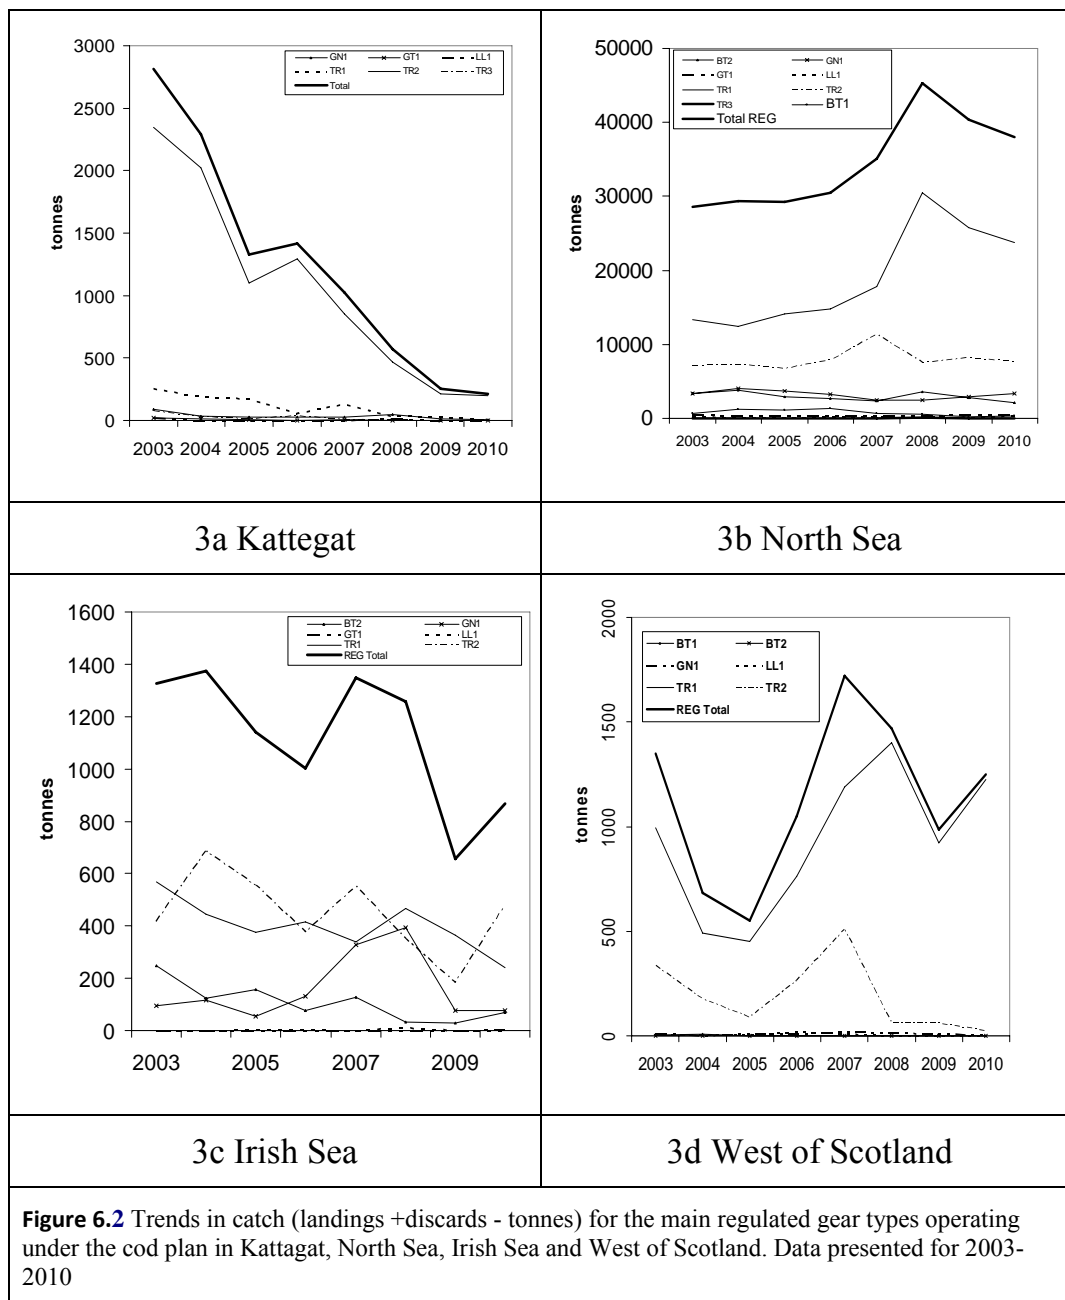 3000
2500
2000
1500
1000
500
0
tonnes
GN1 GT1 LL1
TR1 TR2 TR3
Total
2003 2004 2005 2006 2007 2008 2009 2010
50000
40000
30000
20000
10000
0
tonnes
BT2 GN1
GT1 LL1
TR1 TR2
TR3 BT1
Total REG
2003 2004 2005 2006 2007 2008 2009 2010
3a Kattegat
3b North Sea
1600
1400
1200
1000
800
600
400
200
0
tonnes
BT2 GN1
GT1 LL1
TR1 TR2
REG Total
2003 2005 2007 2009
2000
1500
1000
500
0
tonnes
BT1 BT2
GN1 LL1
TR1 TR2
REG Total
2003 2004 2005 2006 2007 2008 2009 2010
3c Irish Sea
3d West of Scotland
Figure 6.2 Trends in catch (landings +discards - tonnes) for the main regulated gear types operating
under the cod plan in Kattagat, North Sea, Irish Sea and West of Scotland. Data presented for 2003-
2010